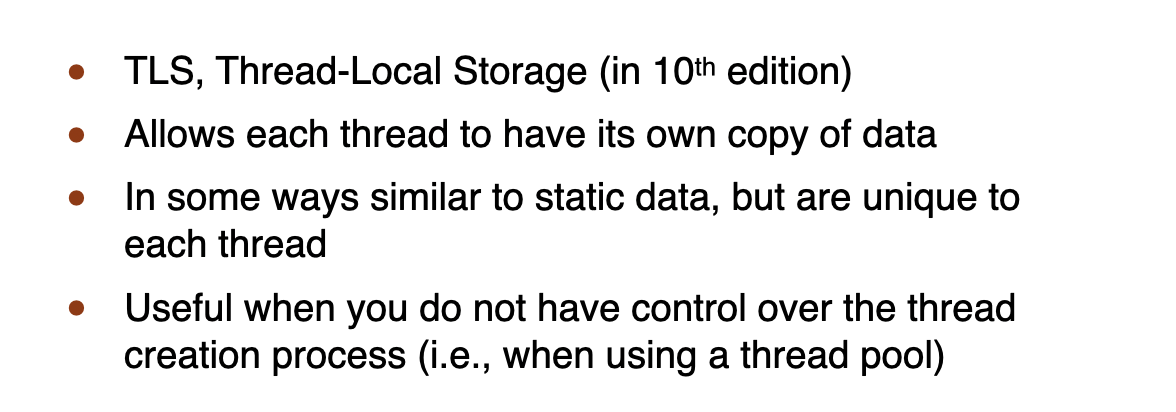 • TLS, Thread-Local Storage (in 10th edition)
• Allows each thread to have its own copy of data
• In some ways similar to static data, but are unique to
each thread
• Useful when you do not have control over the thread
creation process (i.e., when using a thread pool)